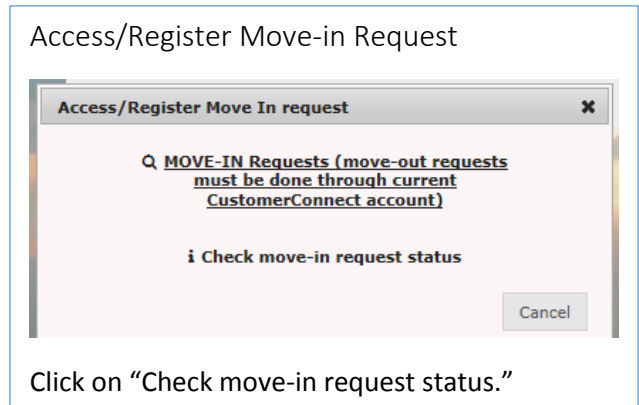 Access/Register Move-in Request
Access/Register Move In request
MOVE-IN Requests (move-out requests
must be done through current
CustomerConnect account)
Check move-in request status
Cancel
Click on “Check move-in request status.”